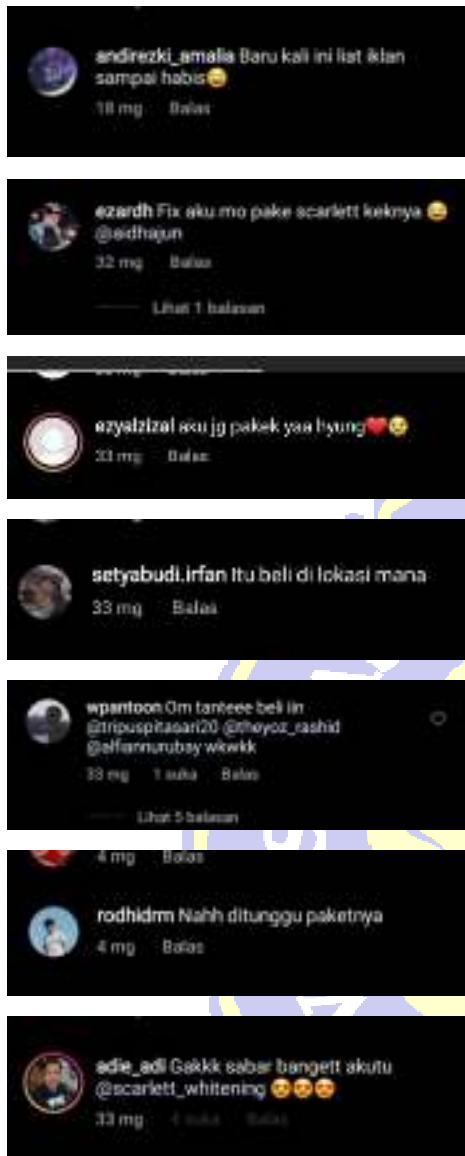 andirezki_amalia Baru kali ini liat iklan
sampai habis😄
18 mg Balas
ezardh Fix aku mo pake scarlett keknya 😄
@aidhajun
32 mg Balas
Lihat 1 balasan
ezyalzizal aku jg pakek yaa hyung❤️😢
33 mg Balas
setyabudi.irfan Itu beli di lokasi mana
33 mg Balas
wpantoon Om tanteee beli iin
@tripuspitasari20 @theyoz_rashid
@alfiannurubay wkwkk
33 mg 1 suka Balas
Lihat 5 balasan
4 mg Balas
rodhidrm Nahh ditunggu paketnya
4 mg Balas
adie_adi Gakkk sabar bangett akutu
@scarlett_whitening 😍😍😍
33 mg 4 suka Balas